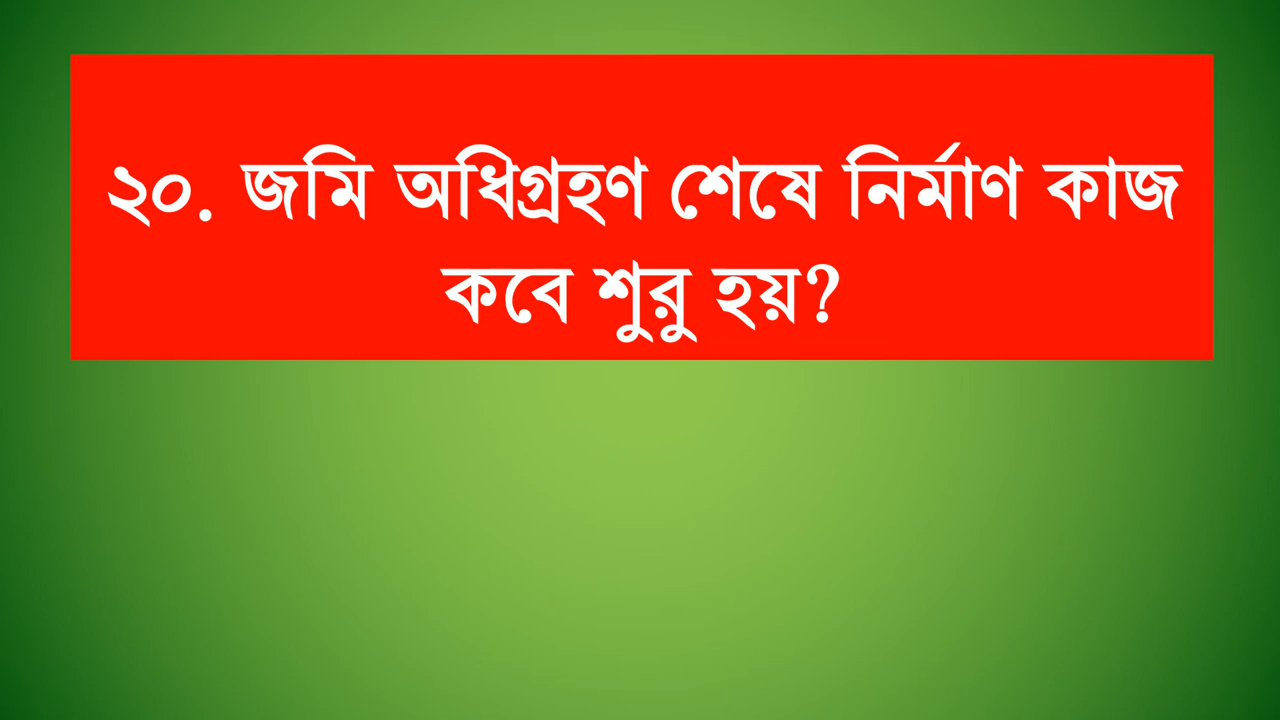 ২০. জমি অধিগ্রহণ শেষে নির্মাণ কাজ
কবে শুরু হয়?